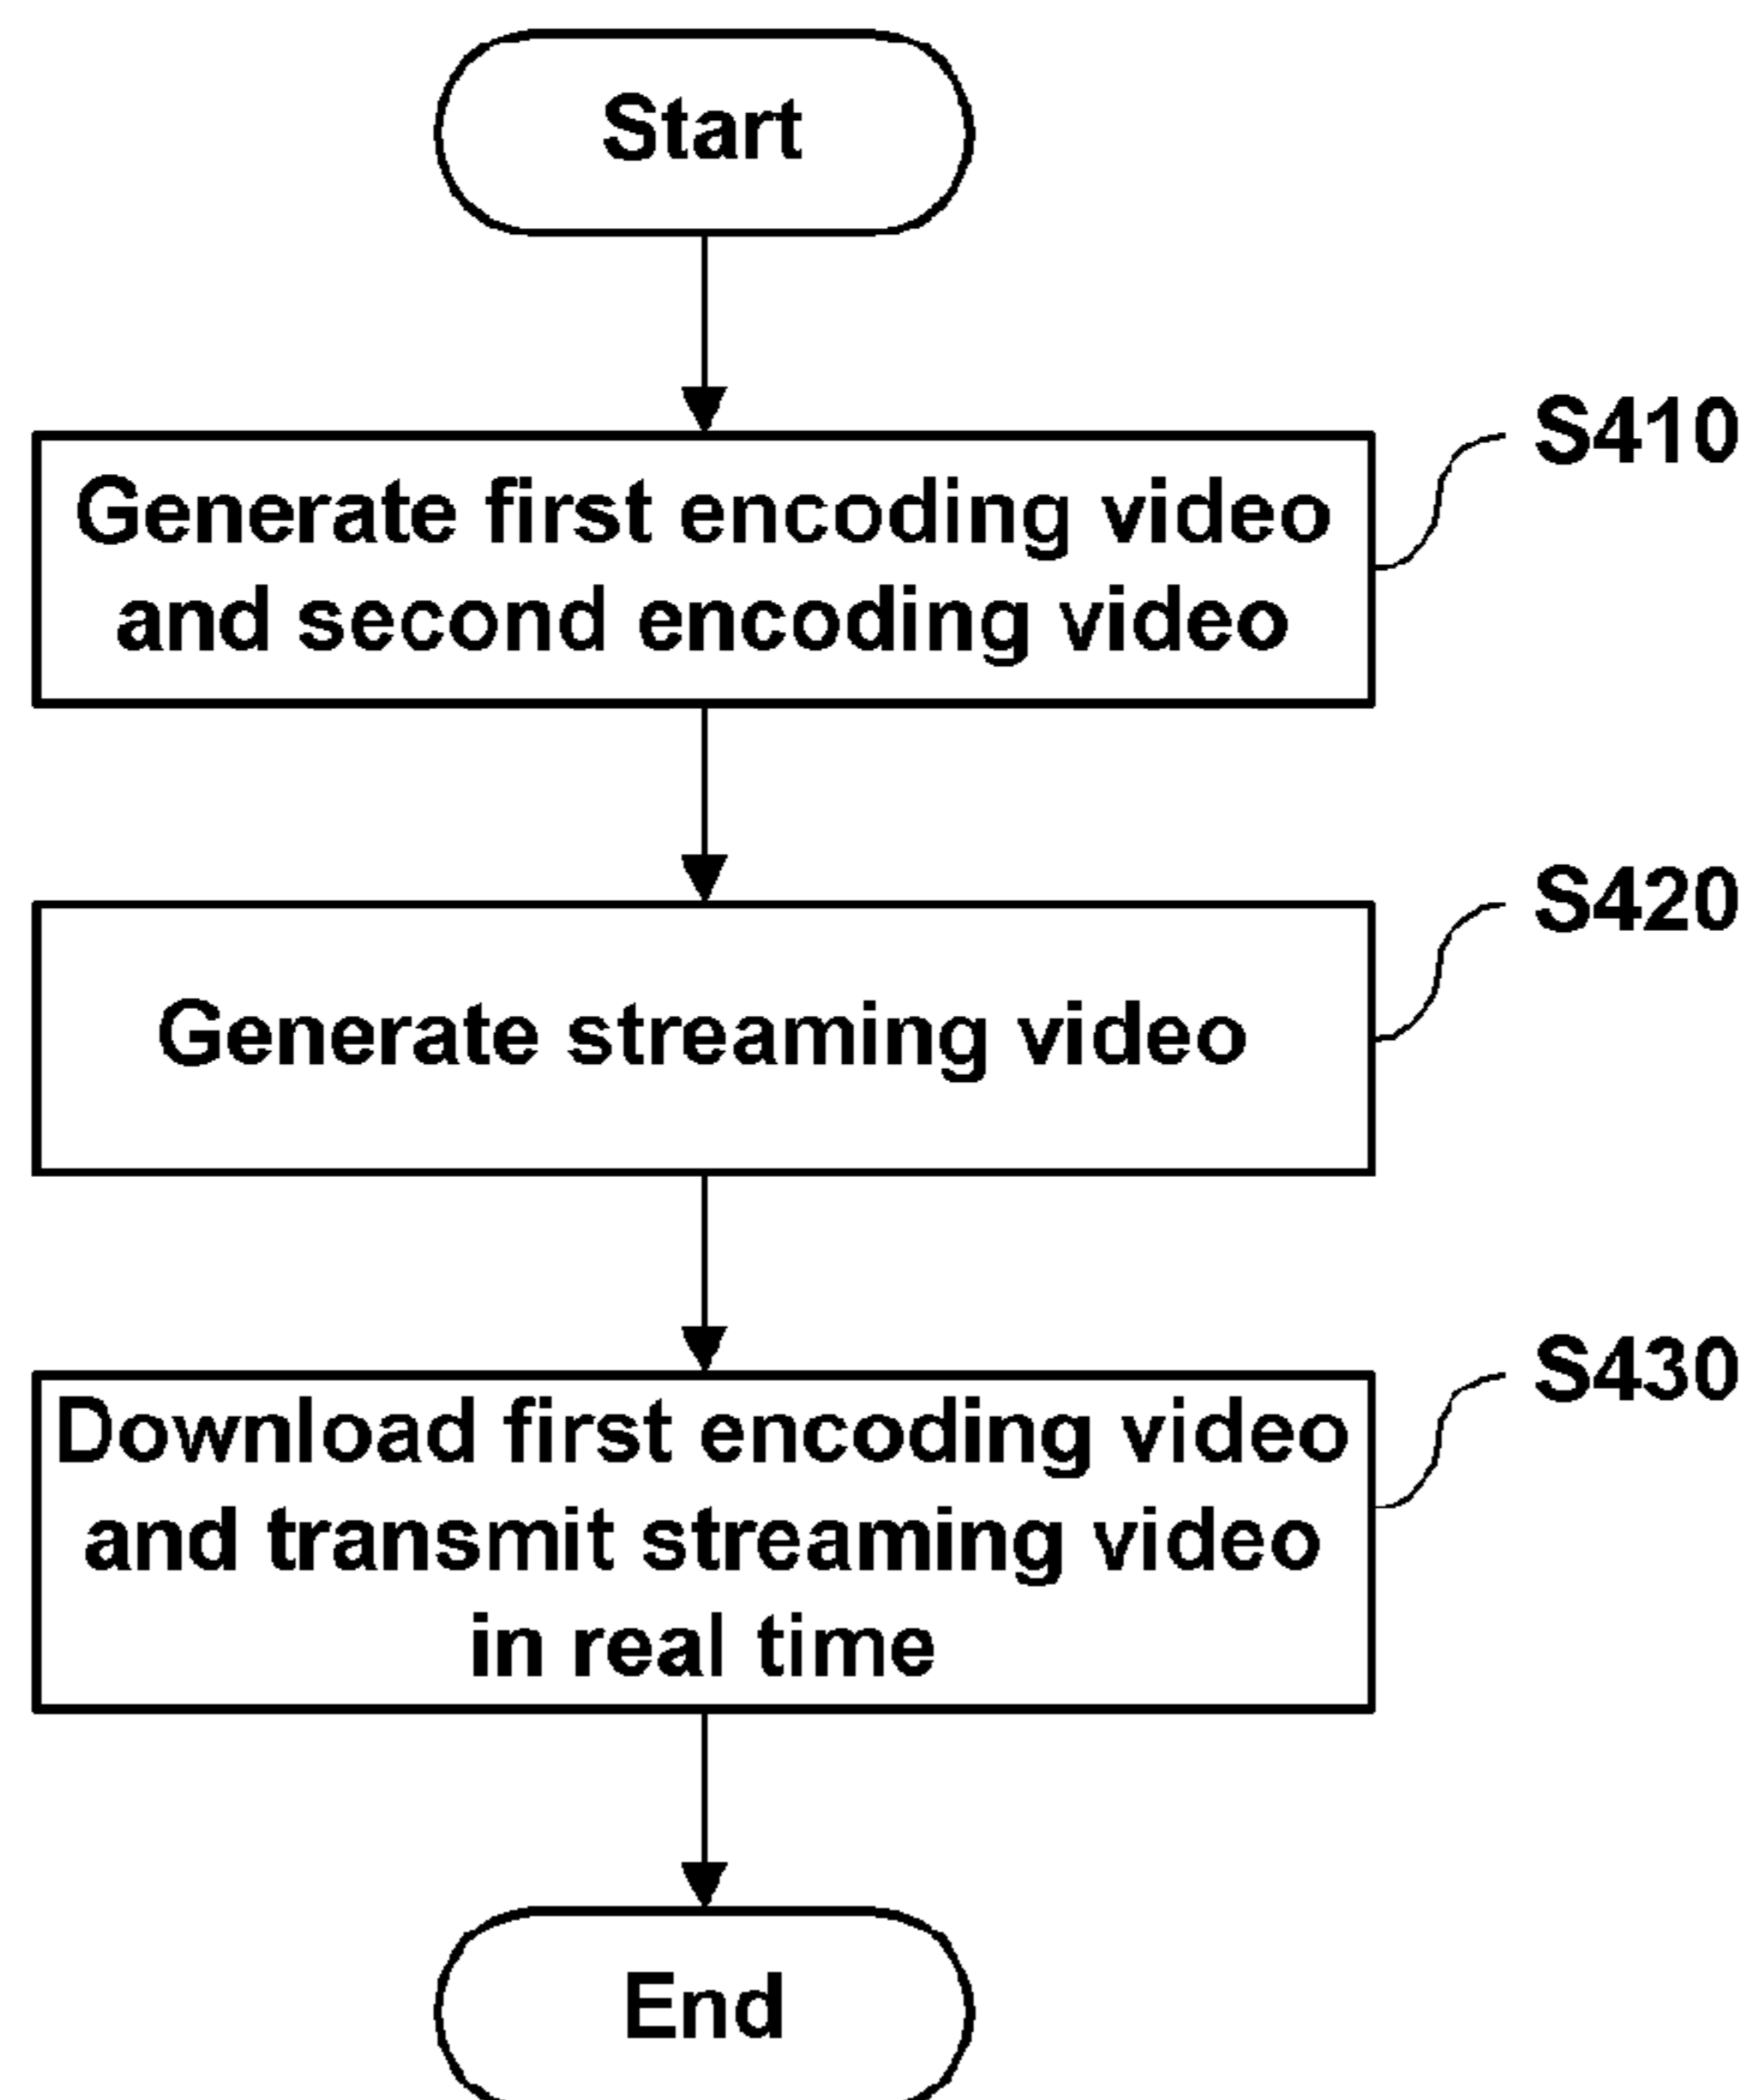 Start
S410
Generate first encoding video
and second encoding video
S420
Generate streaming video
S430
Download first encoding video
and transmit streaming video
in real time
End